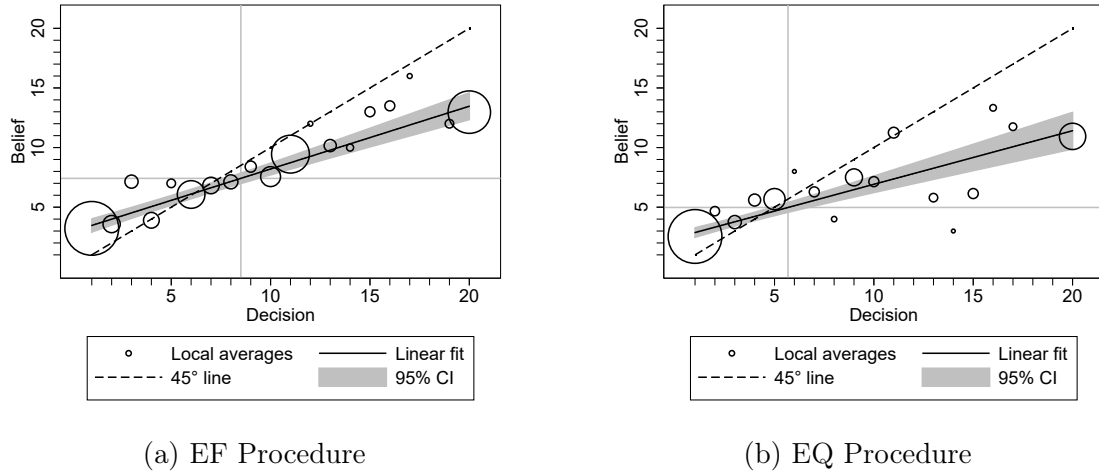 20
15
10
5
Belief
5 10 15 20
Decision
Local averages Linear fit
45° line 95% CI
(a) EF Procedure
20
15
10
5
Belief
5 10 15 20
Decision
Local averages Linear fit
45° line 95% CI
(b) EQ Procedure